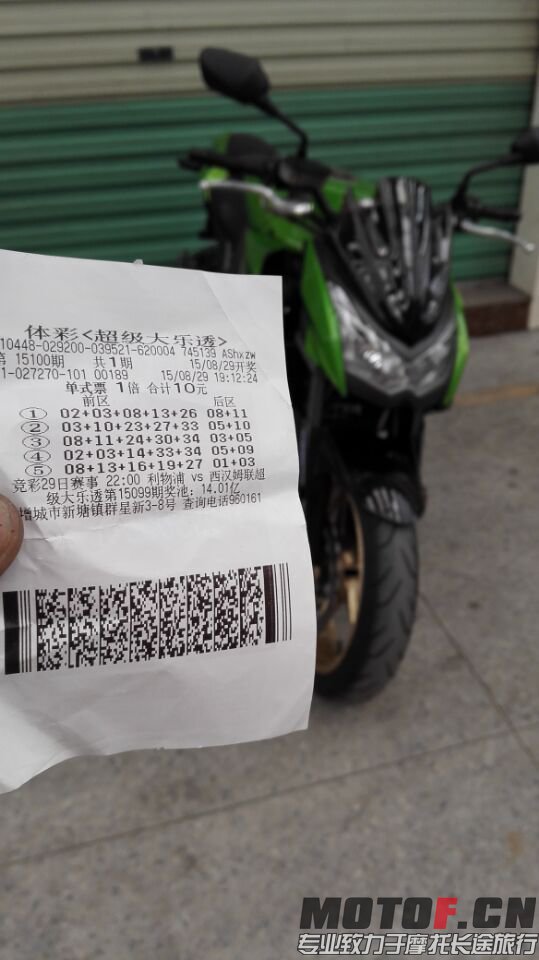 体彩<超级大乐透>
10448-029200-039521-620004 745139 AShxzw
第 15100期 共1期 15/08/29开奖
1-027270-101 00199 15/08/29 19:12:24
单式票 1倍 合计10元
前区 后区
① 02+03+08+13+26 08+11
② 03+10+23+27+33 05+10
③ 08+11+24+30+34 03+05
④ 02+03+14+33+34 05+09
⑤ 08+13+16+19+27 01+03
竞彩29日赛事 22:00 利物浦 vs 西汉姆联超
级大乐透第15099期奖池: 14.01亿
增城市新塘镇群星新3-8号 查询电话950161
MOTOF.CN
专业致力于摩托长途旅行